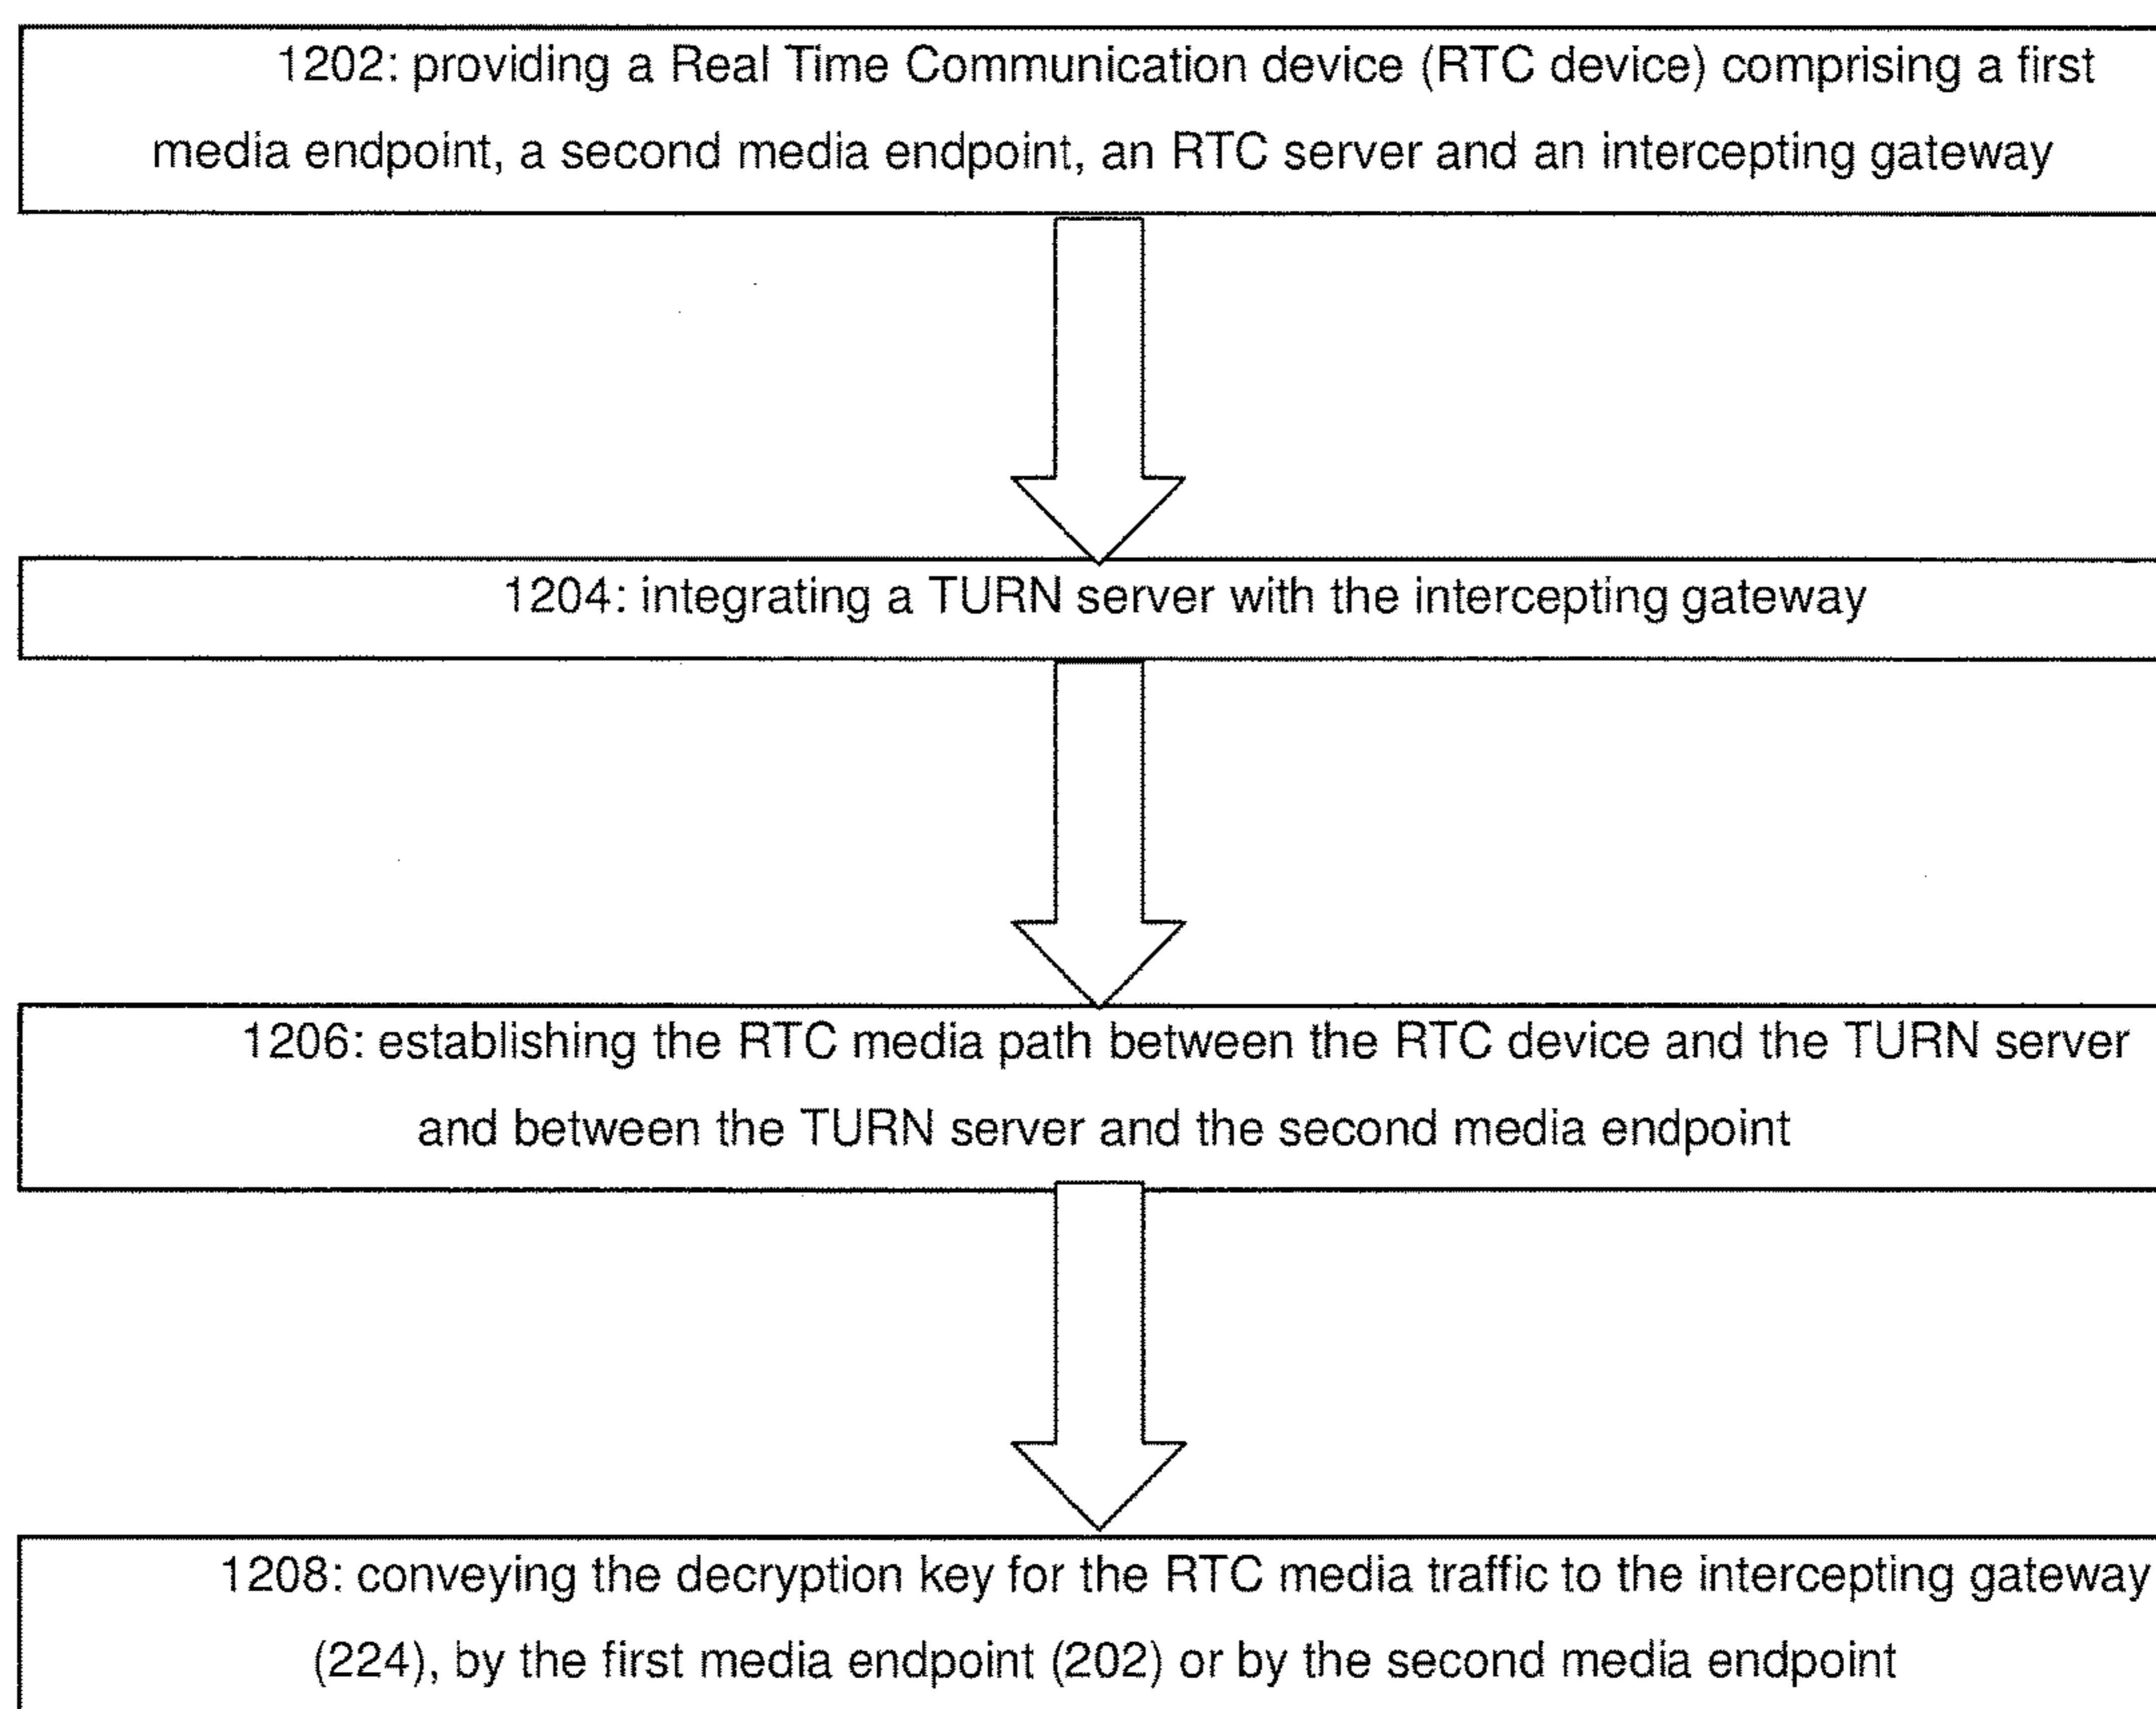 1202: providing a Real Time Communication device (RTC device) comprising a first
media endpoint, a second media endpoint, an RTC server and an intercepting gateway
1204: integrating a TURN server with the intercepting gateway
1206: establishing the RTC media path between the RTC device and the TURN server
and between the TURN server and the second media endpoint
1208: conveying the decryption key for the RTC media traffic to the intercepting gateway
(224), by the first media endpoint (202) or by the second media endpoint